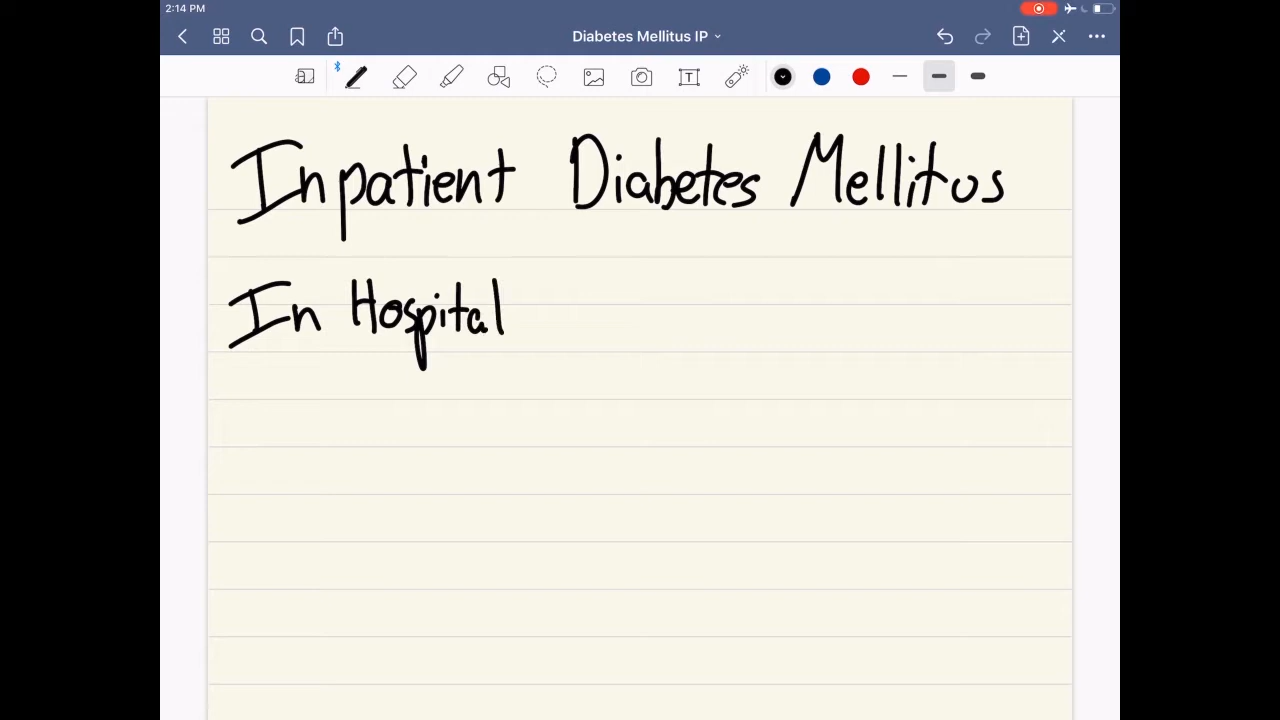 2:14 PM
Diabetes Mellitus IP
T
Inpatient Diabetes Mellitus
In Hospital